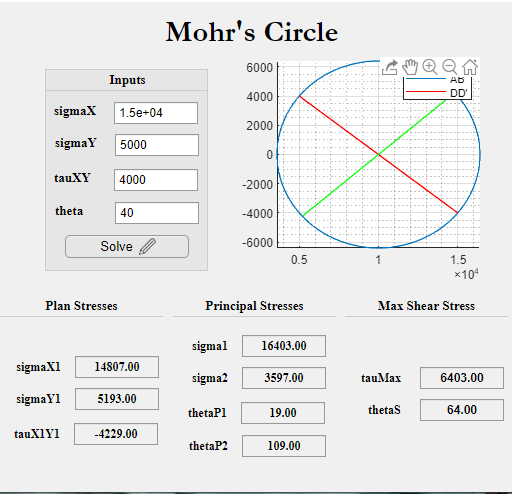 Mohr's Circle
Inputs
sigmaX 1.5e+04
sigmaY 5000
tauXY 4000
theta 40
Solve
6000
4000
2000
0
-2000
-4000
-6000
0.5 1 1.5
×10⁴
AB
DD'
Plan Stresses
sigmaX1 14807.00
sigmaY1 5193.00
tauX1Y1 -4229.00
Principal Stresses
sigma1 16403.00
sigma2 3597.00
thetaP1 19.00
thetaP2 109.00
Max Shear Stress
tauMax 6403.00
thetaS 64.00